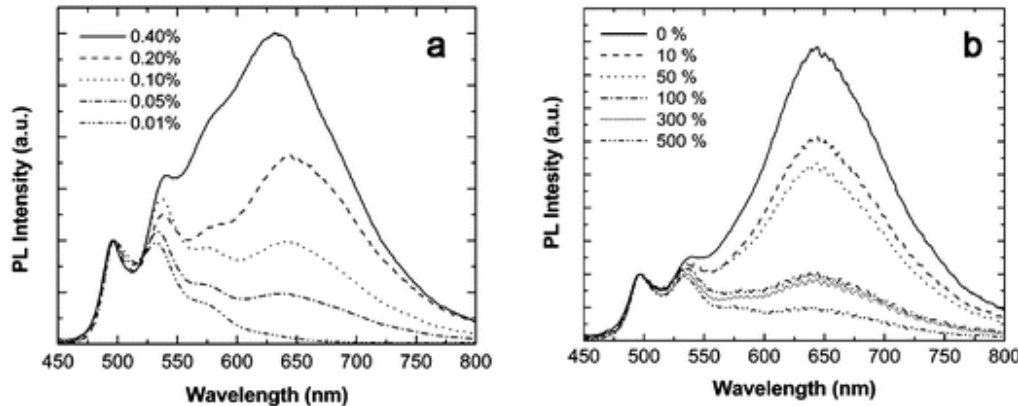 a
0.40%
0.20%
0.10%
0.05%
0.01%
PL Intensity (a.u.)
450 500 550 600 650 700 750 800
Wavelength (nm)
b
0 %
10 %
50 %
100 %
300 %
500 %
PL Intesity (a.u.)
450 500 550 600 650 700 750 800
Wavelength (nm)